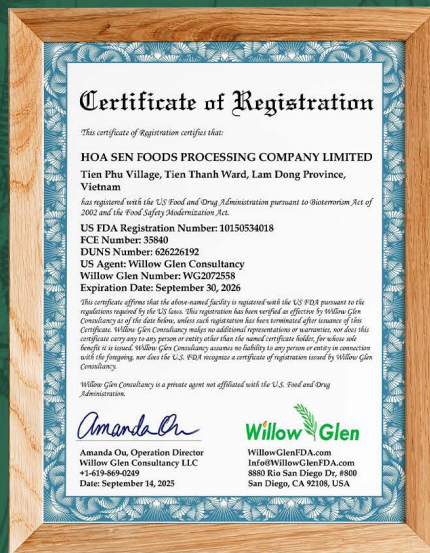 Certificate of Registration
This certificate of Registration certifies that:
HOA SEN FOODS PROCESSING COMPANY LIMITED
Tien Phu Village, Tien Thanh Ward, Lam Dong Province,
Vietnam
has registered with the US Food and Drug Administration pursuant to Bioterrorism Act of
2002 and the Food Safety Modernization Act.
US FDA Registration Number: 10150534018
FCE Number: 35840
DUNS Number: 626226192
US Agent: Willow Glen Consultancy
Willow Glen Number: WG2072558
Expiration Date: September 30, 2026
This certificate affirms that the above-named facility is registered with the US FDA pursuant to the
regulations required by the US laws. This registration has been verified as effective by Willow Glen
Consultancy as of the date below, unless such registration has been terminated after issuance of this
Certificate. Willow Glen Consultancy makes no additional representations or warranties, nor does this
certificate carry any to any person or entity other than the named certificate holder, for whose sole
benefit it is issued. Willow Glen Consultancy assumes no liability to any person or entity in connection
with the foregoing, nor does the U.S. FDA recognize a certificate of registration issued by Willow Glen
Consultancy.
Willow Glen Consultancy is a private agent not affiliated with the U.S. Food and Drug
Administration.
Amanda Ou
Willow Glen
Amanda Ou, Operation Director
Willow Glen Consultancy LLC
+1-619-869-0249
Date: September 14, 2025
WillowGlenFDA.com
Info@WillowGlenFDA.com
8880 Rio San Diego Dr, #800
San Diego, CA 92108, USA